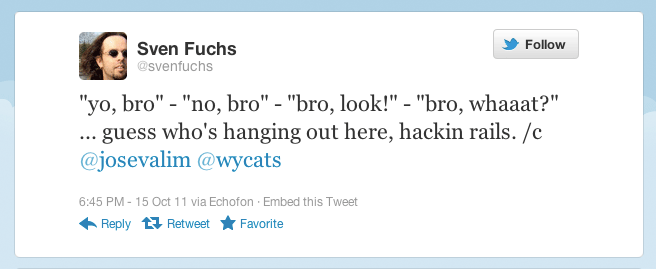 Sven Fuchs
@svenfuchs
Follow
"yo, bro" - "no, bro" - "bro, look!" - "bro, whaaat?"
... guess who's hanging out here, hackin rails. /c
@josevalim @wycats
6:45 PM - 15 Oct 11 via Echofon · Embed this Tweet
Reply Retweet Favorite